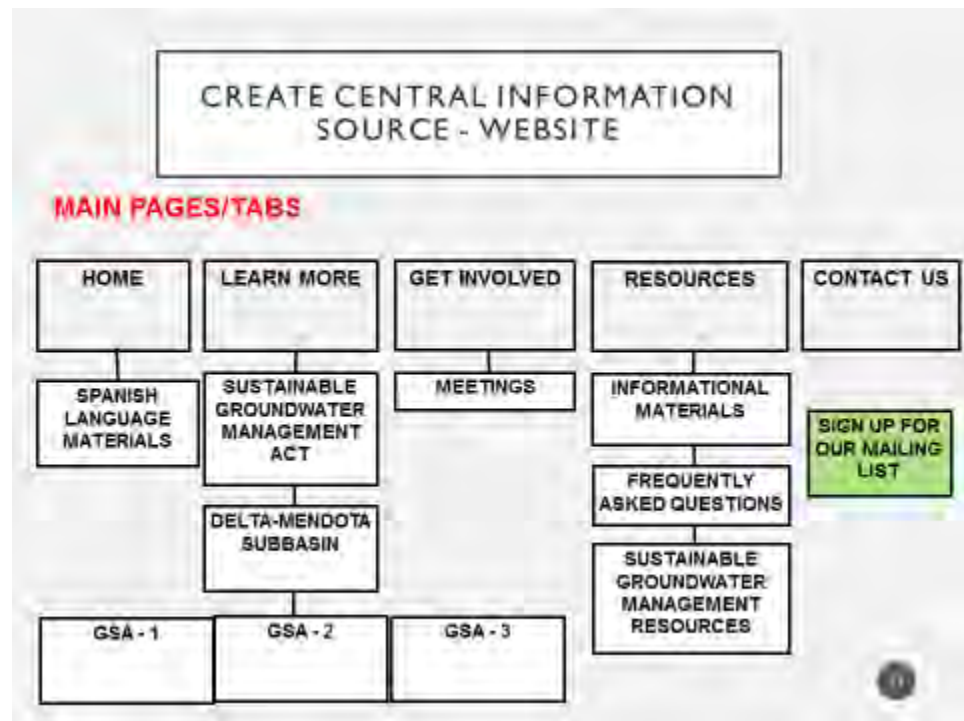 CREATE CENTRAL INFORMATION
SOURCE - WEBSITE
MAIN PAGES/TABS
HOME
LEARN MORE
GET INVOLVED
RESOURCES
CONTACT US
SPANISH
LANGUAGE
MATERIALS
SUSTAINABLE
GROUNDWATER
MANAGEMENT
ACT
MEETINGS
INFORMATIONAL
MATERIALS
SIGN UP FOR
OUR MAILING
LIST
FREQUENTLY
ASKED QUESTIONS
DELTA-MENDOTA
SUBBASIN
SUSTAINABLE
GROUNDWATER
MANAGEMENT
RESOURCES
GSA - 1
GSA - 2
GSA - 3